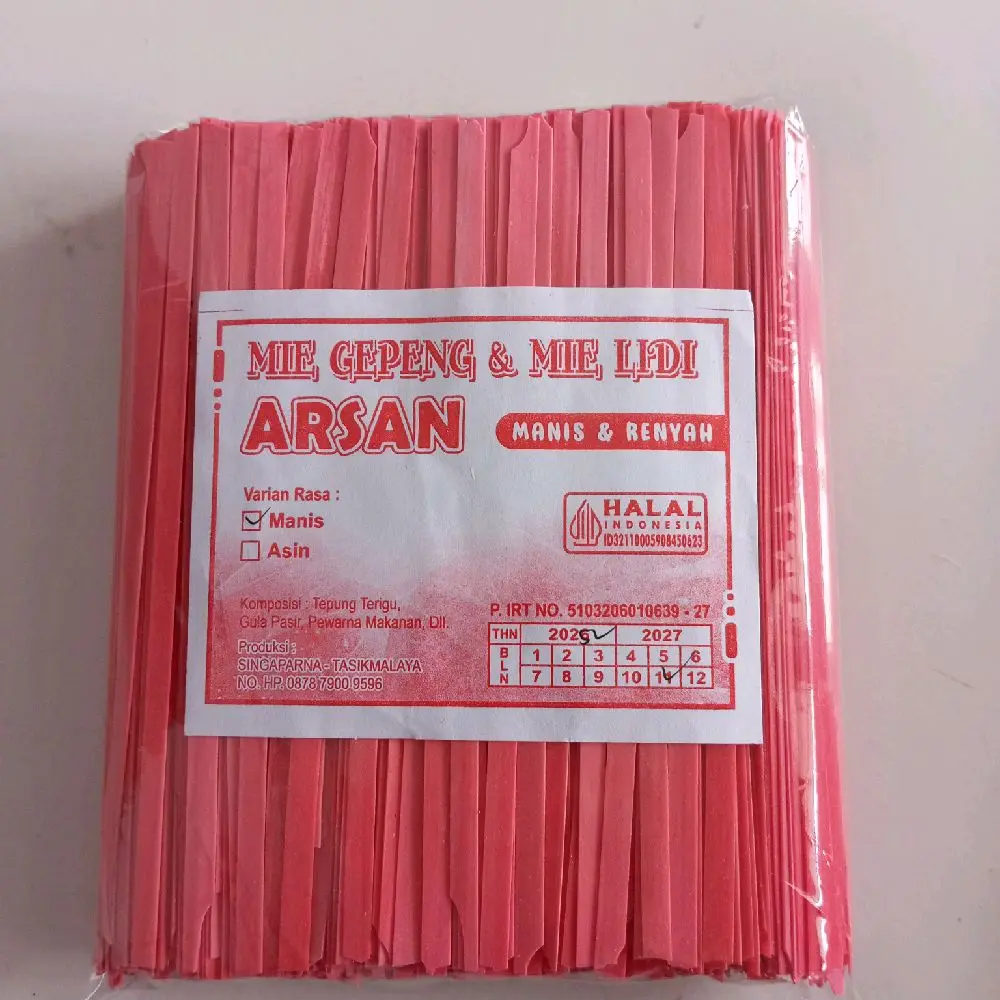 MIE GEPENG & MIE LIDI
ARSAN
MANIS & RENYAH
Varian Rasa :
Manis
Asin
HALAL
INDONESIA
ID32110005908450623
Komposisi : Tepung Terigu,
Gula Pasir, Pewarna Makanan, Dll.
Produksi :
SINGAPARNA - TASIKMALAYA
NO. HP. 0878 7900 9596
P. IRT NO. 5103206010639 - 27
THN 2026 2027
BLN 1 2 3 4 5 6
7 8 9 10 11 12